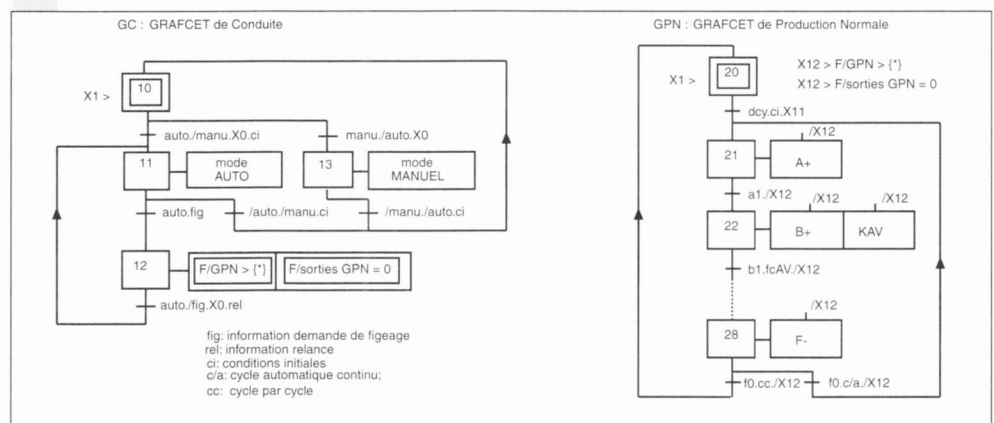 GC : GRAFCET de Conduite
X1 >
10
auto./manu.X0.ci
manu./auto.X0
11
mode
AUTO
13
mode
MANUEL
auto.fig
/auto./manu.ci
/manu./auto.ci
12
F/GPN > {*}
F/sorties GPN = 0
auto./fig.X0.rel
fig: information demande de figeage
rel: information relance
ci: conditions initiales
c/a: cycle automatique continu;
cc: cycle par cycle
GPN : GRAFCET de Production Normale
X1 >
20
X12 > F/GPN > {*}
X12 > F/sorties GPN = 0
dcy.ci.X11
/X12
21
A+
a1./X12
/X12
/X12
22
B+
KAV
b1.fcAV./X12
/X12
28
F-
f0.cc./X12
f0.c/a./X12